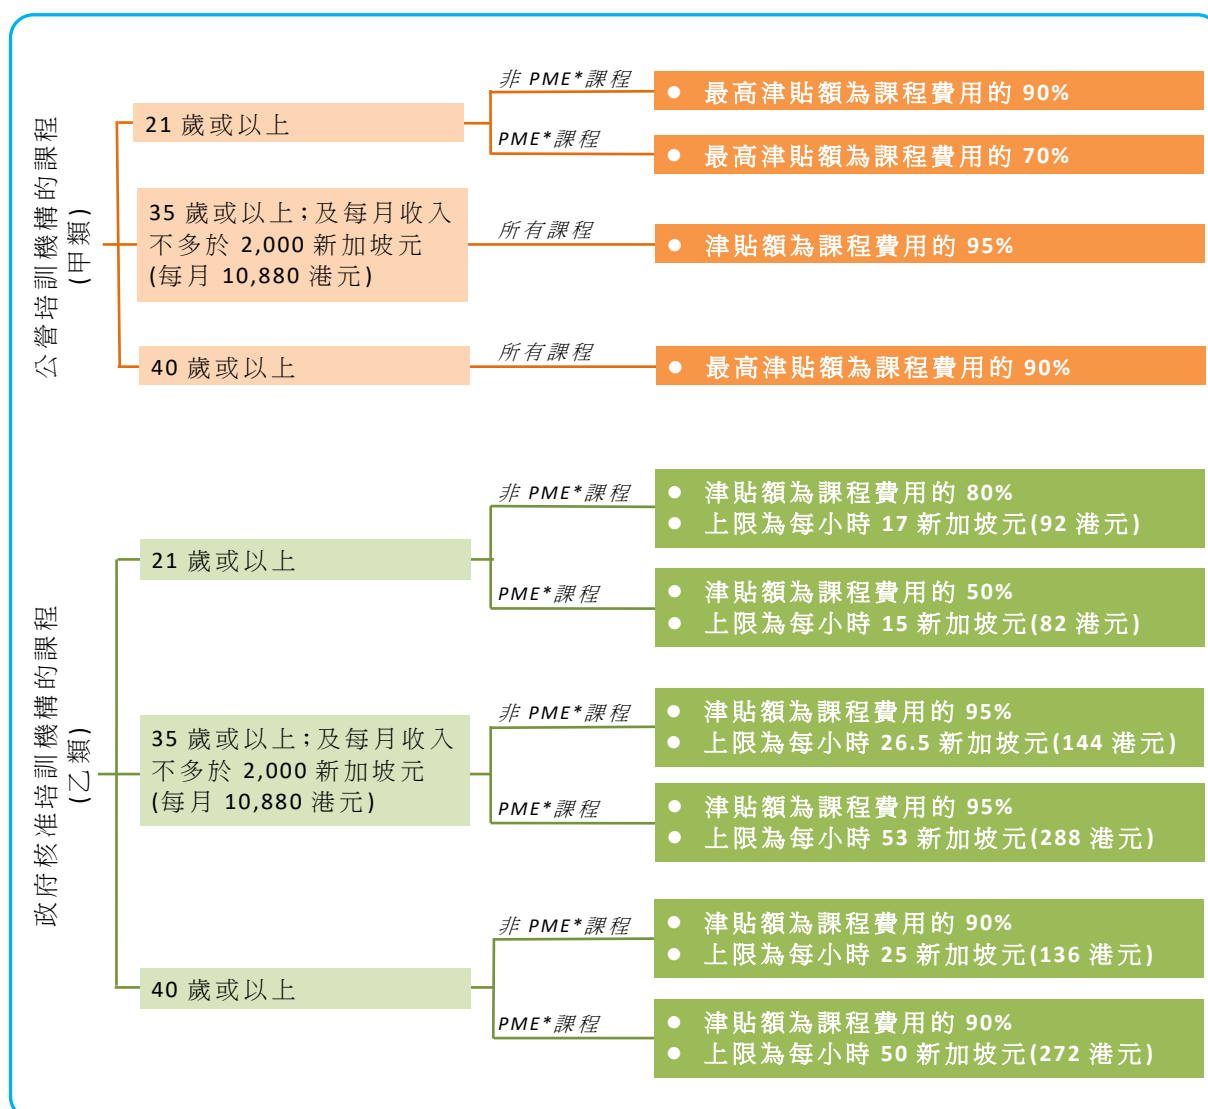 公營培訓機構的課程
(甲類)
21 歲或以上
非 PME*課程
● 最高津貼額為課程費用的 90%
PME*課程
● 最高津貼額為課程費用的 70%
35 歲或以上；及每月收入
不多於 2,000 新加坡元
(每月 10,880 港元)
所有課程
● 津貼額為課程費用的 95%
40 歲或以上
所有課程
● 最高津貼額為課程費用的 90%
政府核准培訓機構的課程
(乙類)
21 歲或以上
非 PME*課程
● 津貼額為課程費用的 80%
● 上限為每小時 17 新加坡元(92 港元)
PME*課程
● 津貼額為課程費用的 50%
● 上限為每小時 15 新加坡元(82 港元)
35 歲或以上；及每月收入
不多於 2,000 新加坡元
(每月 10,880 港元)
非 PME*課程
● 津貼額為課程費用的 95%
● 上限為每小時 26.5 新加坡元(144 港元)
PME*課程
● 津貼額為課程費用的 95%
● 上限為每小時 53 新加坡元(288 港元)
40 歲或以上
非 PME*課程
● 津貼額為課程費用的 90%
● 上限為每小時 25 新加坡元(136 港元)
PME*課程
● 津貼額為課程費用的 90%
● 上限為每小時 50 新加坡元(272 港元)